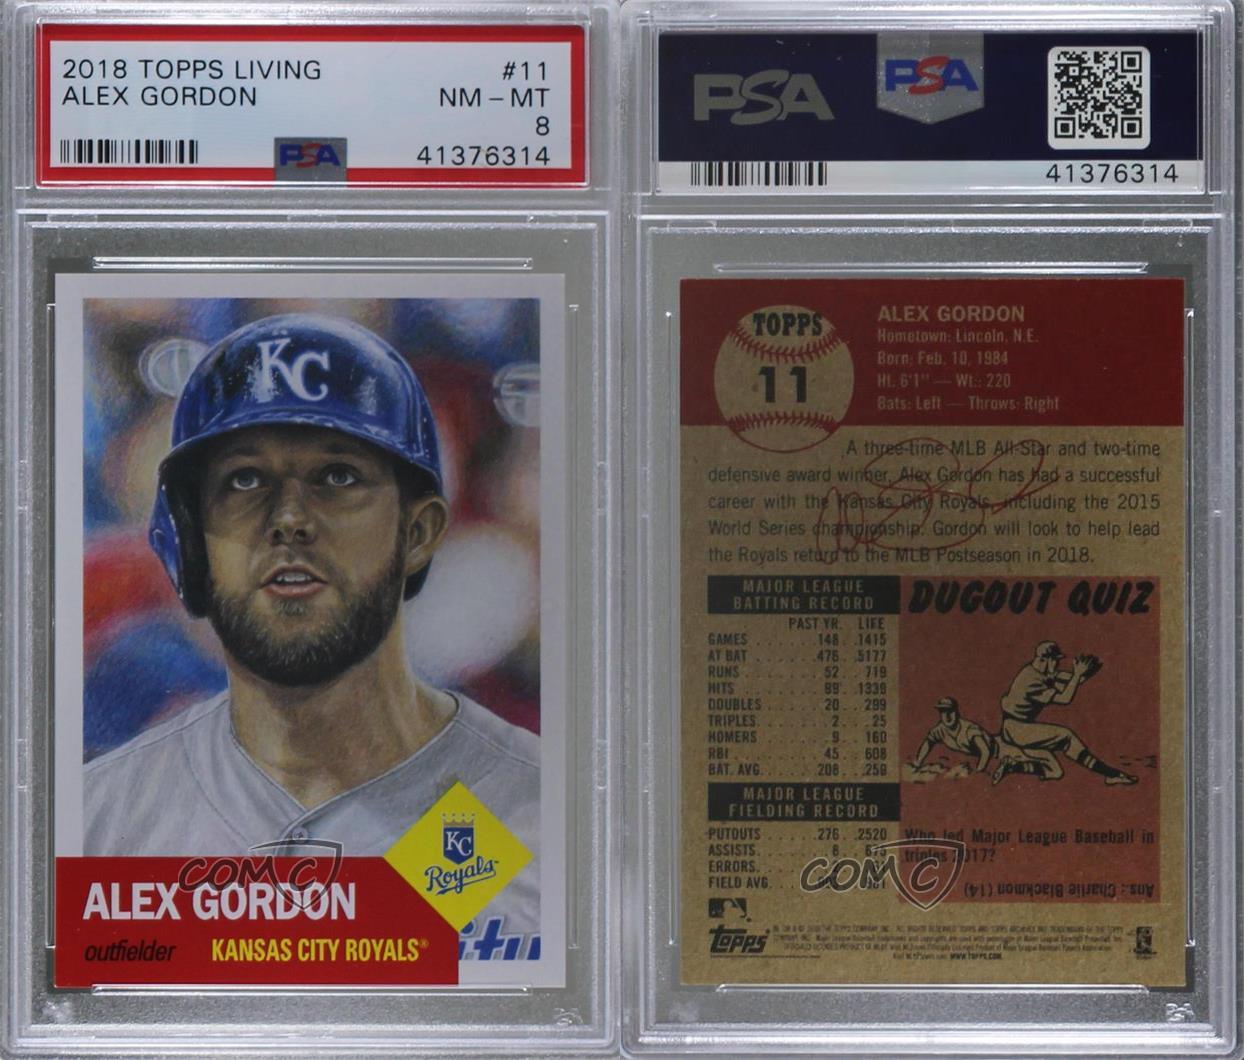 2018 TOPPS LIVING
ALEX GORDON
#11
NM – MT
8
41376314
PSA
KC
KC
Royals
ALEX GORDON
outfielder
KANSAS CITY ROYALS®
COMC
PSA
PSA
41376314
TOPPS
11
ALEX GORDON
Hometown: Lincoln, N.E.
Born: Feb. 10, 1984
Ht. 6'1" — Wt.: 220
Bats: Left — Throws: Right
A three-time MLB All-Star and two-time
defensive award winner, Alex Gordon has had a successful
career with the Kansas City Royals, including the 2015
World Series championship. Gordon will look to help lead
the Royals return to the MLB Postseason in 2018.
MAJOR LEAGUE
BATTING RECORD
PAST YR. LIFE
GAMES 148 1415
AT BAT 476 5177
RUNS 52 719
HITS 99 1339
DOUBLES 20 299
TRIPLES 2 25
HOMERS 9 160
RBI 45 608
BAT. AVG. .208 .259
MAJOR LEAGUE
FIELDING RECORD
PUTOUTS 276 2520
ASSISTS
ERRORS
FIELD AVG.
DUGOUT QUIZ
Who led Major League Baseball in
triples 2017?
Ans.: Charlie Blackmon (14)
COMC
Topps
WWW.TOPPS.COM